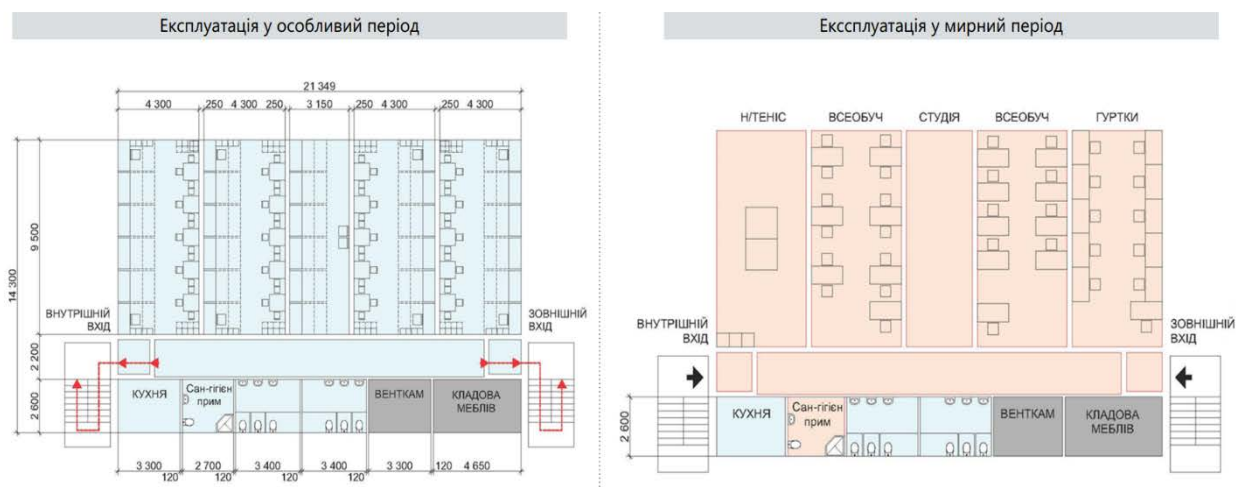 Експлуатація у особливий період
Екссплуатація у мирний період
21 349
4 300 250 4 300 250 3 150 250 4 300 250 4 300
14 300
9 500
2 200
2 600
ВНУТРІШНІЙ
ВХІД
ЗОВНІШНІЙ
ВХІД
КУХНЯ
Сан-гігієн
прим
ВЕНТКАМ
КЛАДОВА
МЕБЛІВ
3 300 2 700 3 400 3 400 3 300 120 4 650
120 120 120 120
Н/ТЕНІС
ВСЕОБУЧ
СТУДІЯ
ВСЕОБУЧ
ГУРТКИ
ВНУТРІШНІЙ
ВХІД
ЗОВНІШНІЙ
ВХІД
2 600
КУХНЯ
Сан-гігієн
прим
ВЕНТКАМ
КЛАДОВА
МЕБЛІВ